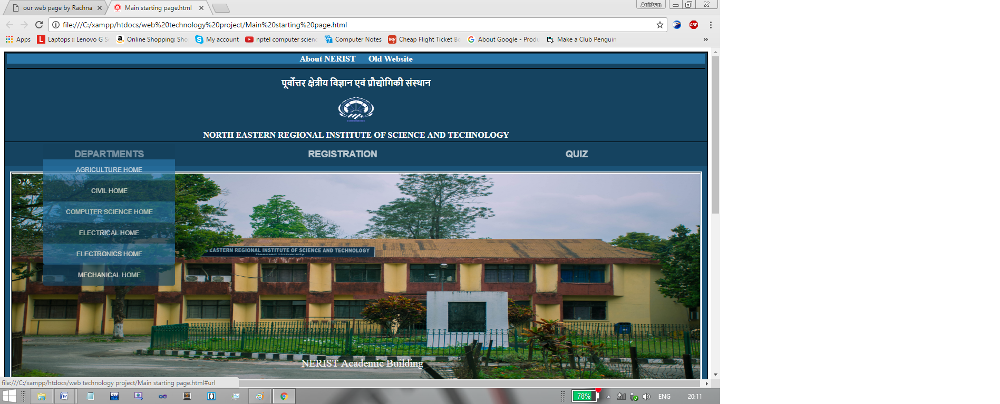 our web page by Rachna
Main starting page.html
Anirban
file:///C:/xampp/htdocs/web%20technology%20project/Main%20starting%20page.html
Apps
Laptops :: Lenovo G
Online Shopping: Sho
My account
nptel computer scienc
Computer Notes
Cheap Flight Ticket Bo
About Google - Produ
Make a Club Penguin
ABP
About NERIST Old Website
पूर्वोत्तर क्षेत्रीय विज्ञान एवं प्रौद्योगिकी संस्थान
NORTH EASTERN REGIONAL INSTITUTE OF SCIENCE AND TECHNOLOGY
DEPARTMENTS REGISTRATION QUIZ
AGRICULTURE HOME
5 / 6
CIVIL HOME
COMPUTER SCIENCE HOME
ELECTRICAL HOME
EASTERN REGIONAL INSTITUTE OF SCIENCE AND TECHNOLOGY
Deemed University
ELECTRONICS HOME
MECHANICAL HOME
NERIST Academic Building
file:///C:/xampp/htdocs/web technology project/Main starting page.html#url
78%
ENG
20:11